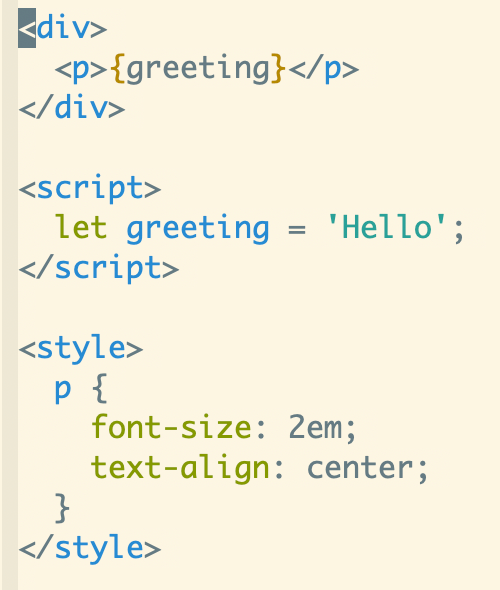 <div>
  <p>{greeting}</p>
</div>

<script>
  let greeting = 'Hello';
</script>

<style>
  p {
    font-size: 2em;
    text-align: center;
  }
</style>